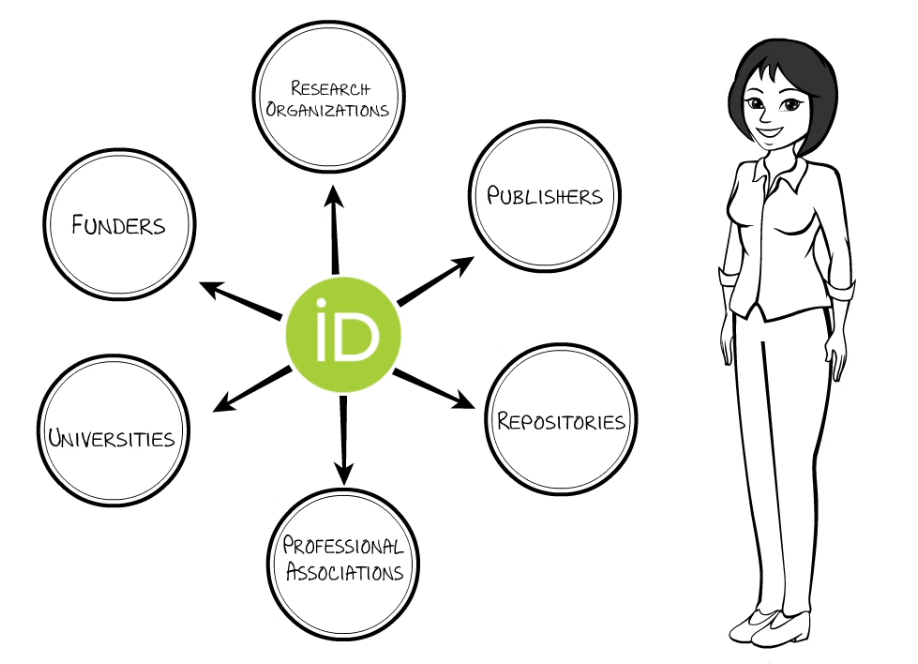 Research
Organizations
Publishers
Funders
iD
Repositories
Universities
Professional
Associations